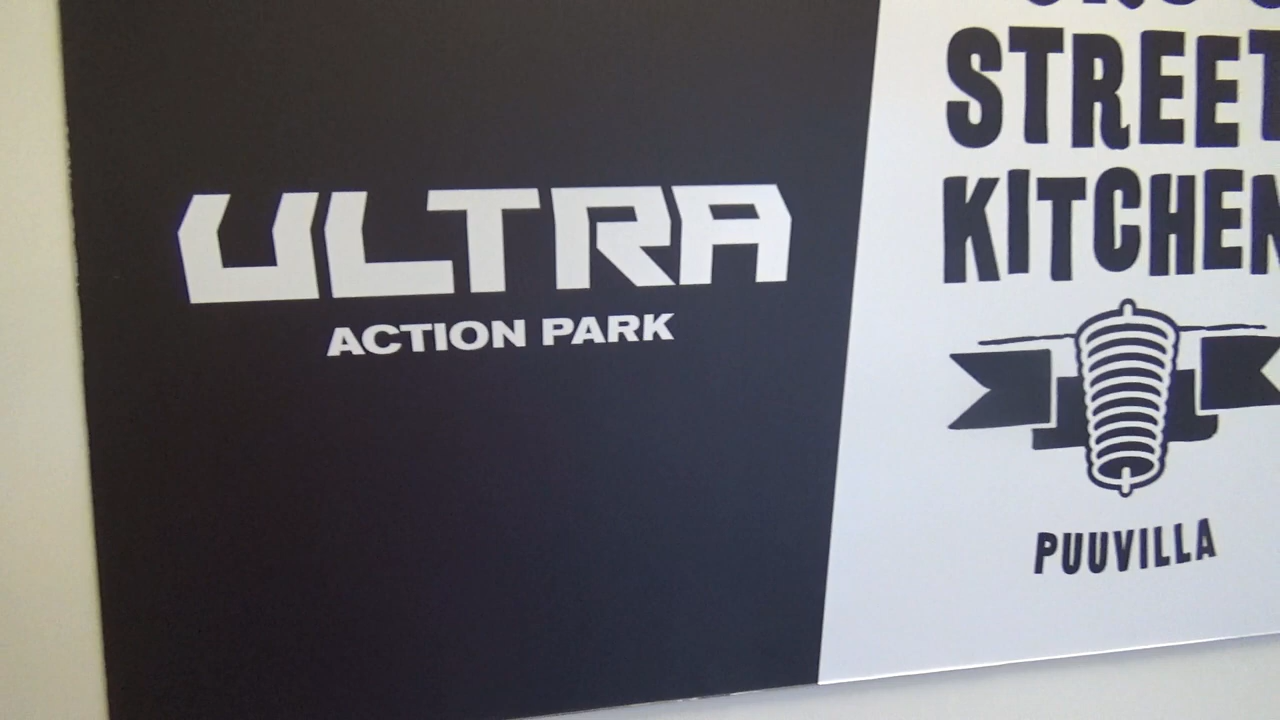 ULTRA
ACTION PARK
STREET
KITCHEN
PUUVILLA